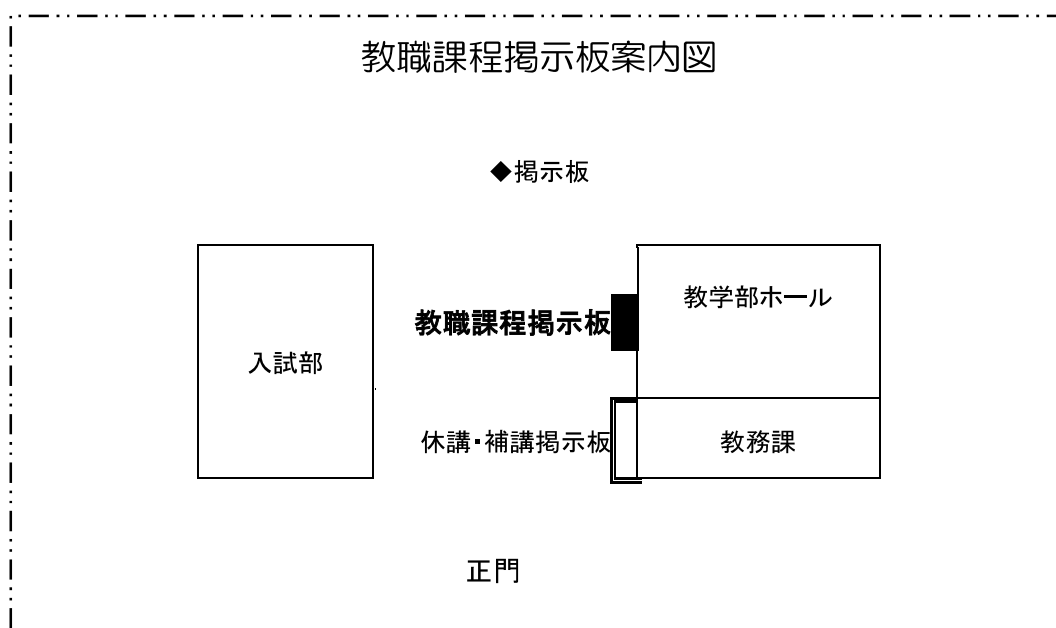 教職課程掲示板案内図
◆掲示板
教学部ホール
教職課程掲示板
入試部
休講・補講掲示板
教務課
正門